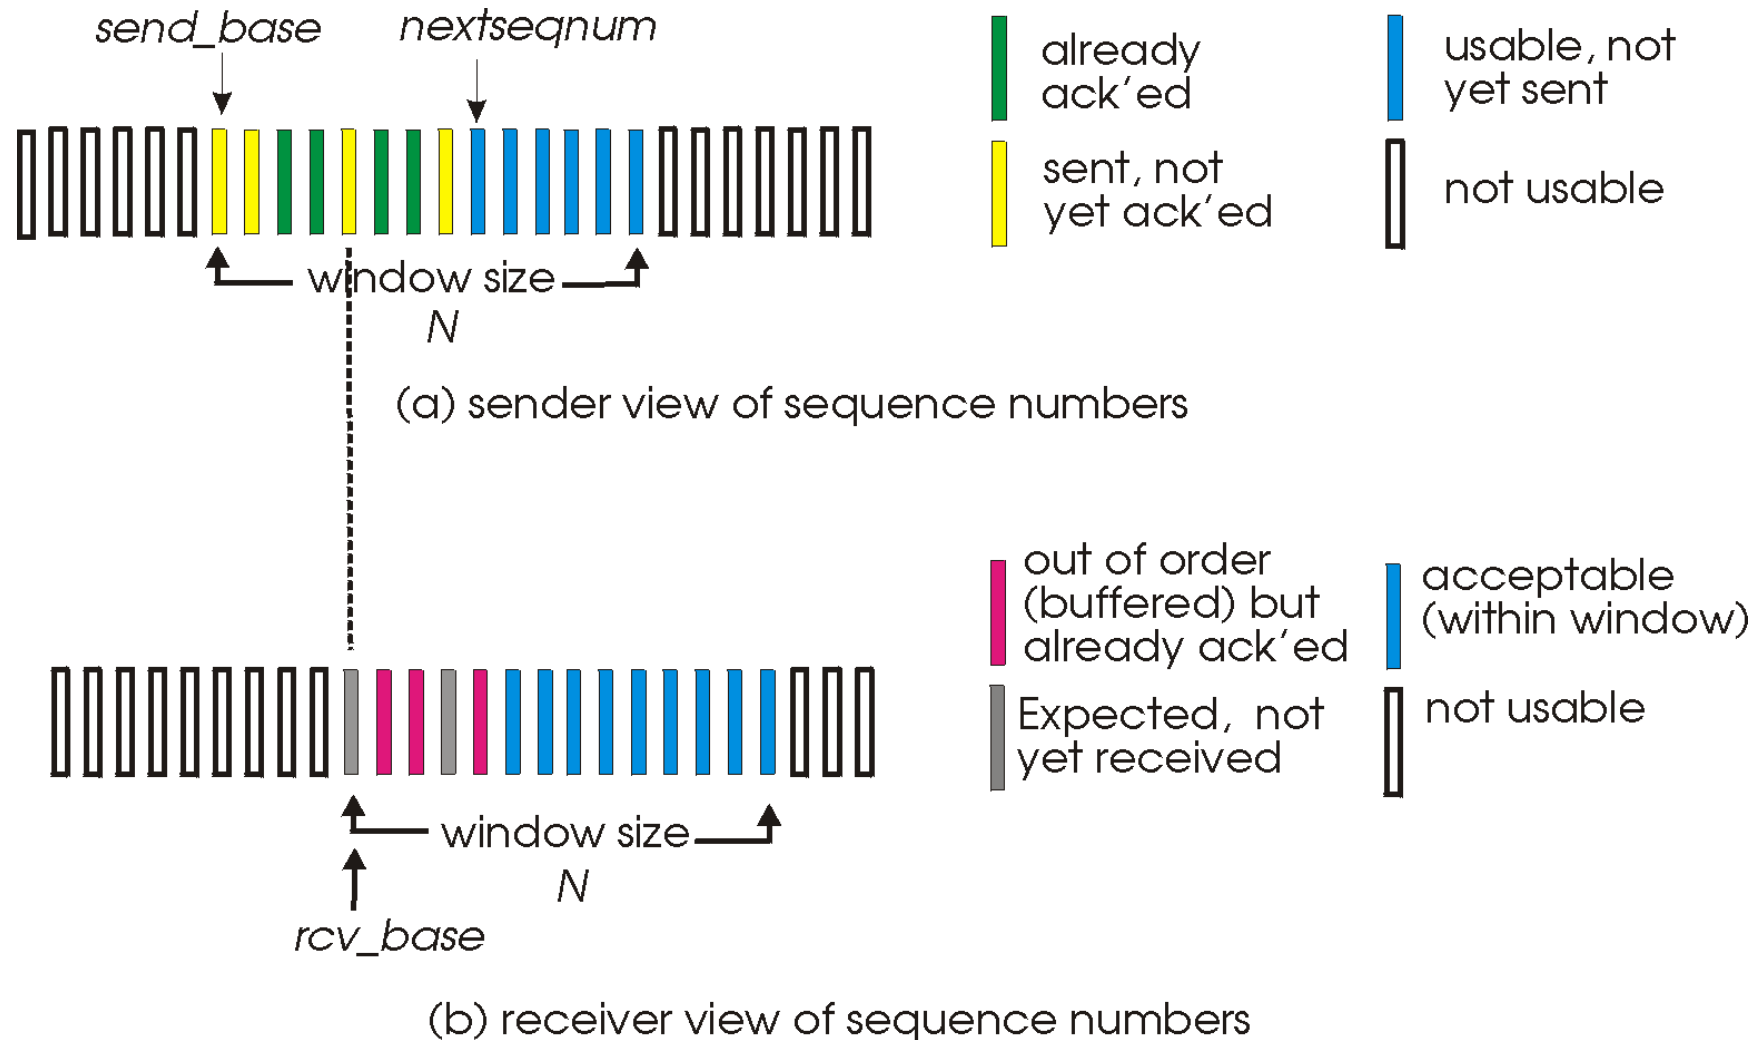 send_base
nextseqnum
already
ack'ed
usable, not
yet sent
sent, not
yet ack'ed
not usable
window size
N
(a) sender view of sequence numbers
out of order
(buffered) but
already ack'ed
acceptable
(within window)
Expected, not
yet received
not usable
window size
N
rcv_base
(b) receiver view of sequence numbers